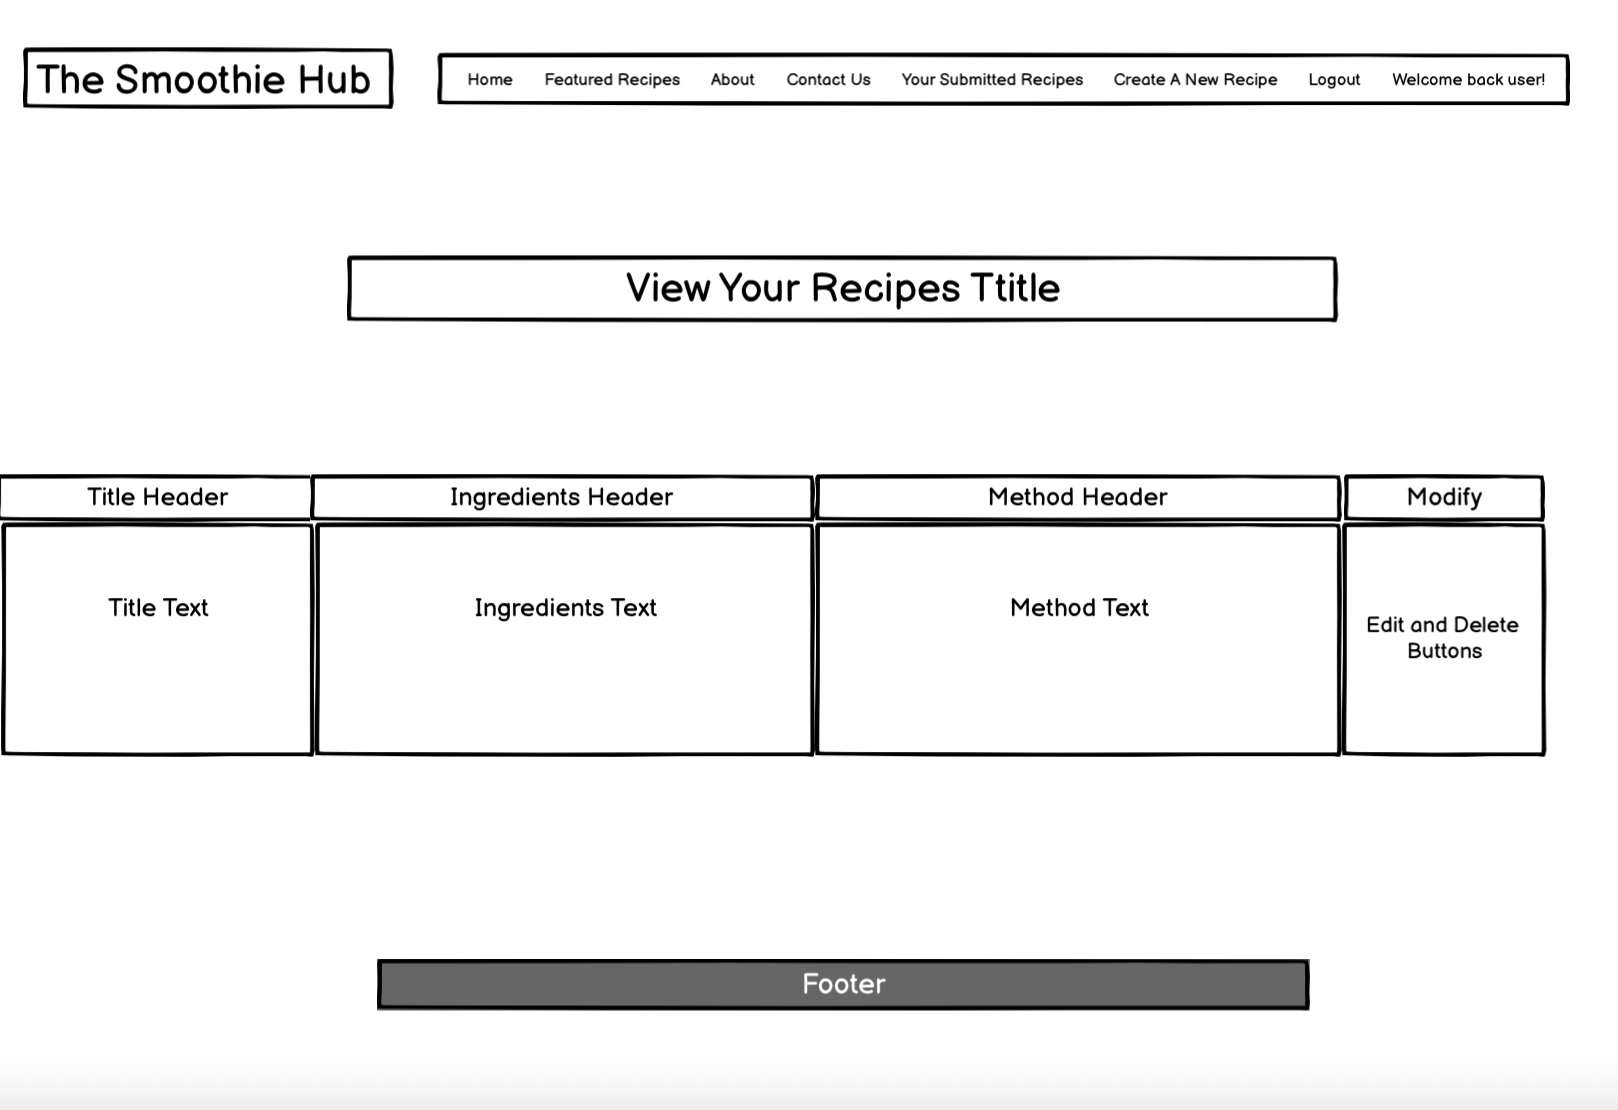 The Smoothie Hub
Home Featured Recipes About Contact Us Your Submitted Recipes Create A New Recipe Logout Welcome back user!
View Your Recipes Ttitle
Title Header Ingredients Header Method Header Modify
Title Text Ingredients Text Method Text
Edit and Delete
Buttons
Footer